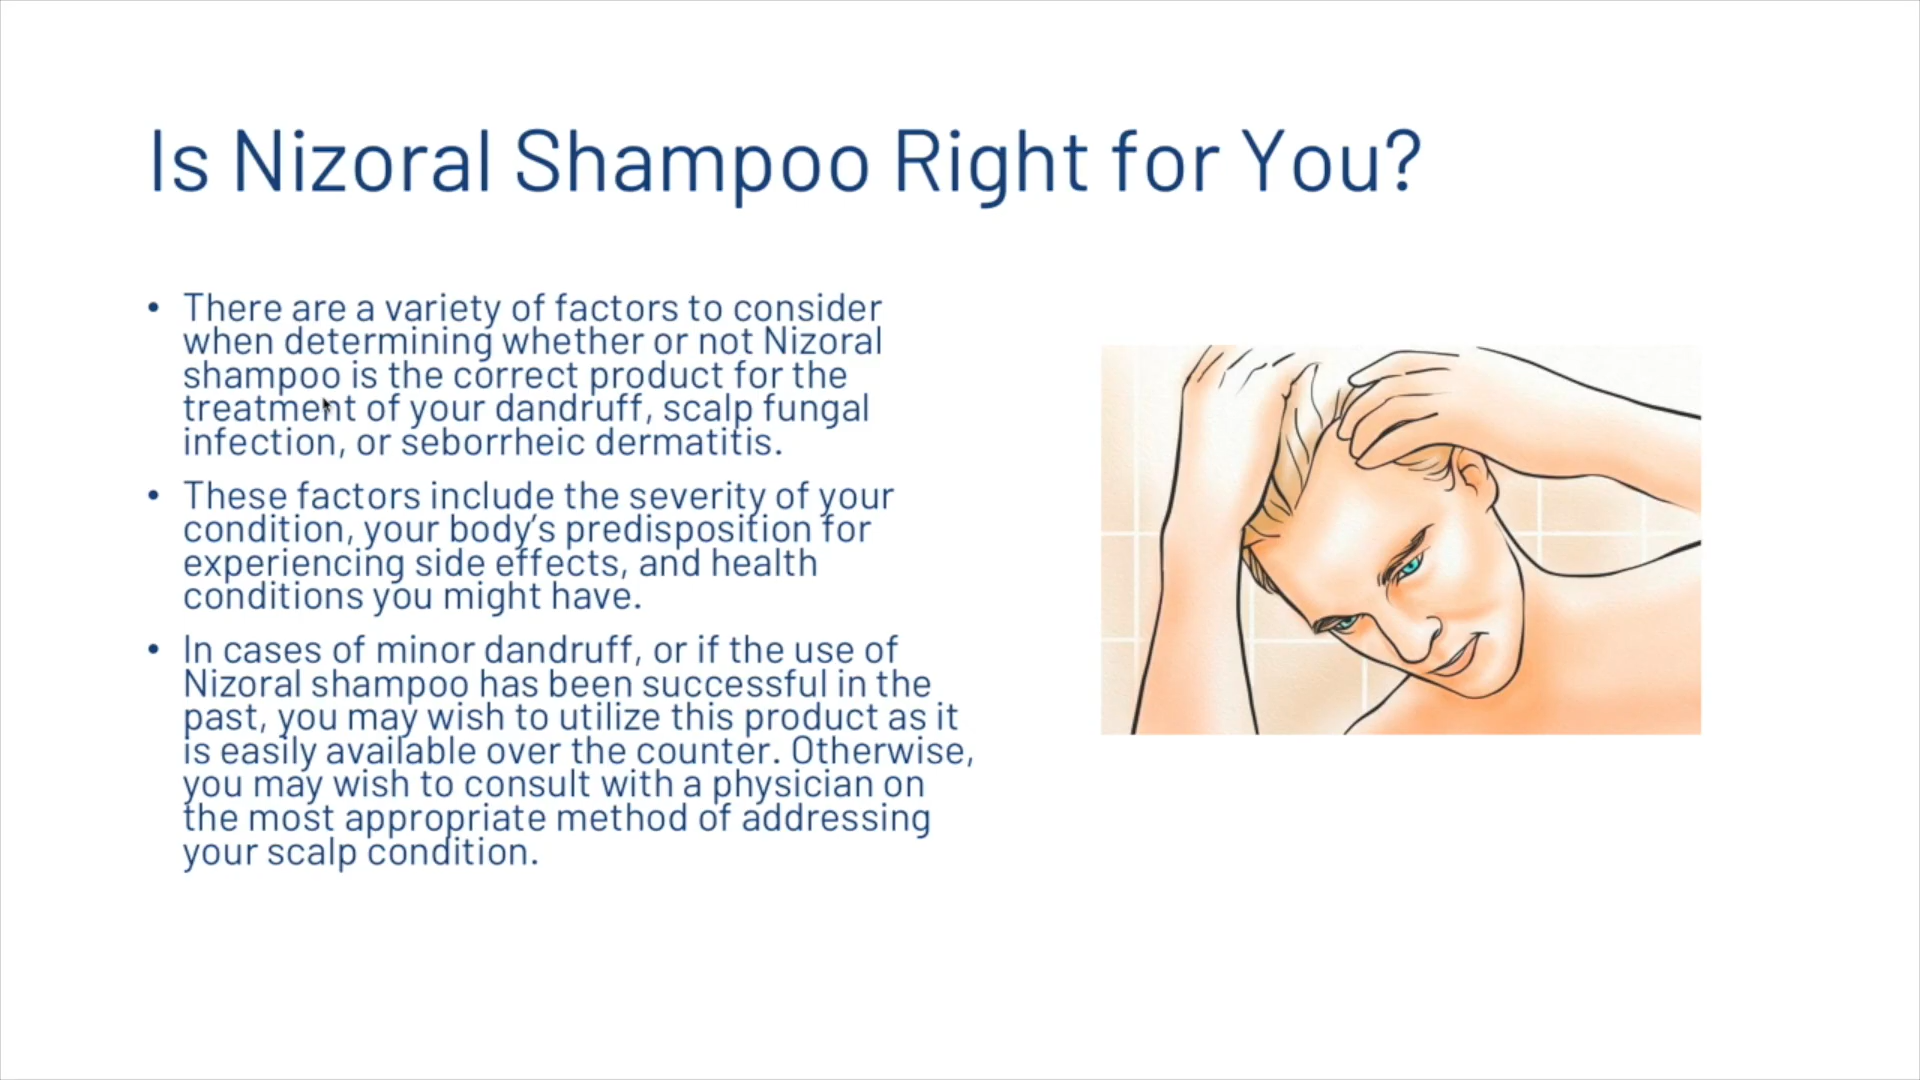 Is Nizoral Shampoo Right for You?
• There are a variety of factors to consider
when determining whether or not Nizoral
shampoo is the correct product for the
treatment of your dandruff, scalp fungal
infection, or seborrheic dermatitis.
• These factors include the severity of your
condition, your body’s predisposition for
experiencing side effects, and health
conditions you might have.
• In cases of minor dandruff, or if the use of
Nizoral shampoo has been successful in the
past, you may wish to utilize this product as it
is easily available over the counter. Otherwise,
you may wish to consult with a physician on
the most appropriate method of addressing
your scalp condition.